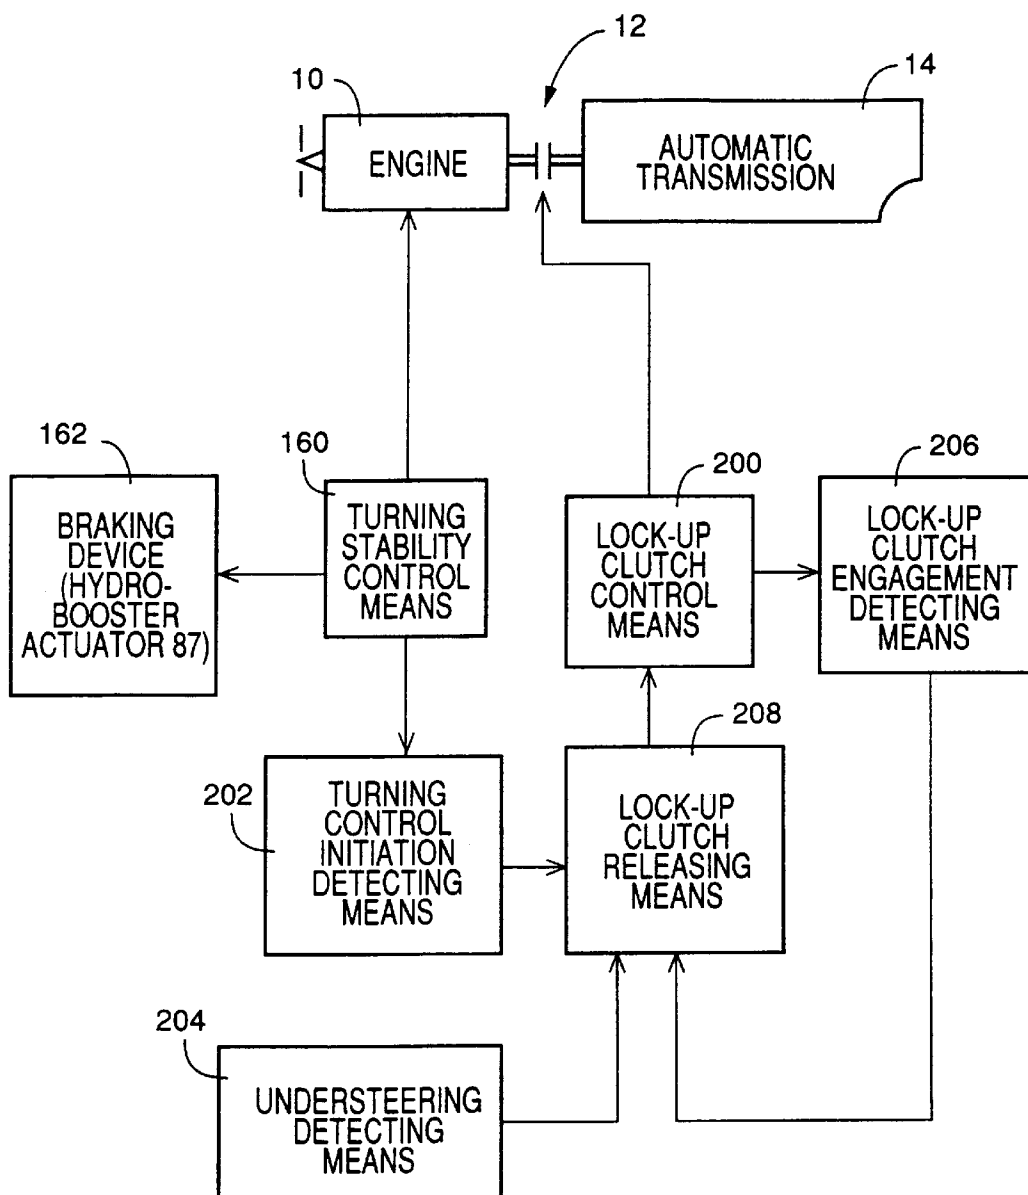 12
10
14
ENGINE
AUTOMATIC
TRANSMISSION
162
160
200
206
BRAKING
DEVICE
(HYDRO-
BOOSTER
ACTUATOR 87)
TURNING
STABILITY
CONTROL
MEANS
LOCK-UP
CLUTCH
CONTROL
MEANS
LOCK-UP
CLUTCH
ENGAGEMENT
DETECTING
MEANS
202
208
TURNING
CONTROL
INITIATION
DETECTING
MEANS
LOCK-UP
CLUTCH
RELEASING
MEANS
204
UNDERSTEERING
DETECTING
MEANS